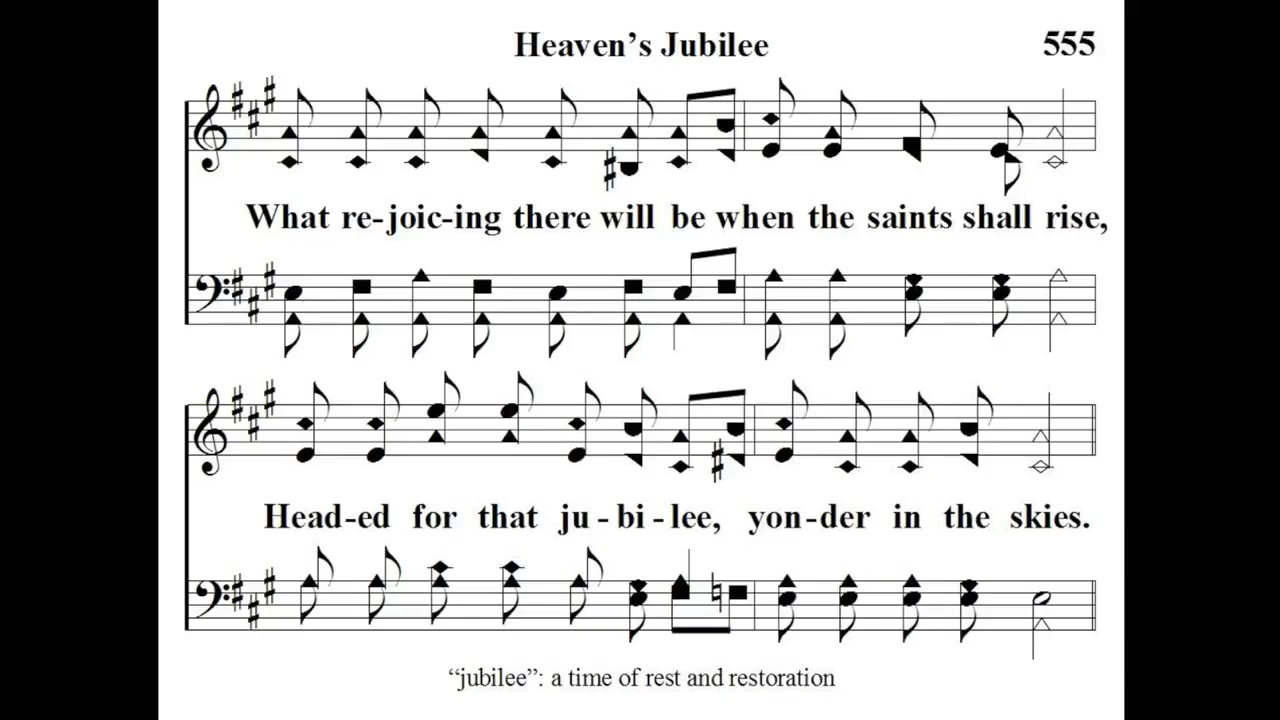 Heaven’s Jubilee 555
What re-joic-ing there will be when the saints shall rise,
Head-ed for that ju - bi - lee, yon-der in the skies.
“jubilee”: a time of rest and restoration